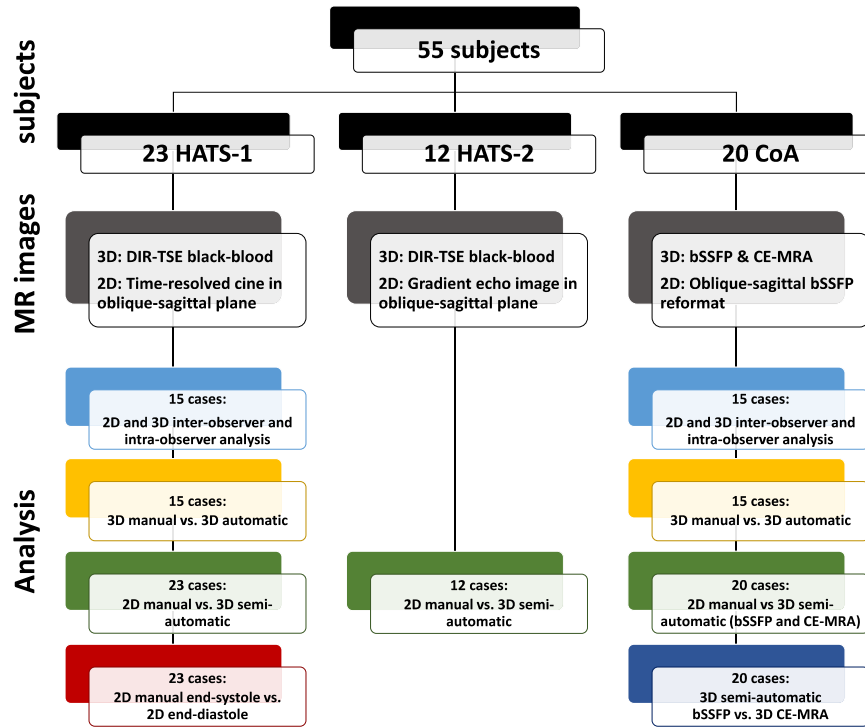 subjects
55 subjects
23 HATS-1
12 HATS-2
20 CoA
MR images
3D: DIR-TSE black-blood
2D: Time-resolved cine in
oblique-sagittal plane
3D: DIR-TSE black-blood
2D: Gradient echo image in
oblique-sagittal plane
3D: bSSFP & CE-MRA
2D: Oblique-sagittal bSSFP
reformat
Analysis
15 cases:
2D and 3D inter-observer and
intra-observer analysis
15 cases:
2D and 3D inter-observer and
intra-observer analysis
15 cases:
3D manual vs. 3D automatic
15 cases:
3D manual vs. 3D automatic
23 cases:
2D manual vs. 3D semi-
automatic
12 cases:
2D manual vs. 3D semi-
automatic
20 cases:
2D manual vs 3D semi-
automatic (bSSFP and CE-MRA)
23 cases:
2D manual end-systole vs.
2D end-diastole
20 cases:
3D semi-automatic
bSSFP vs. 3D CE-MRA